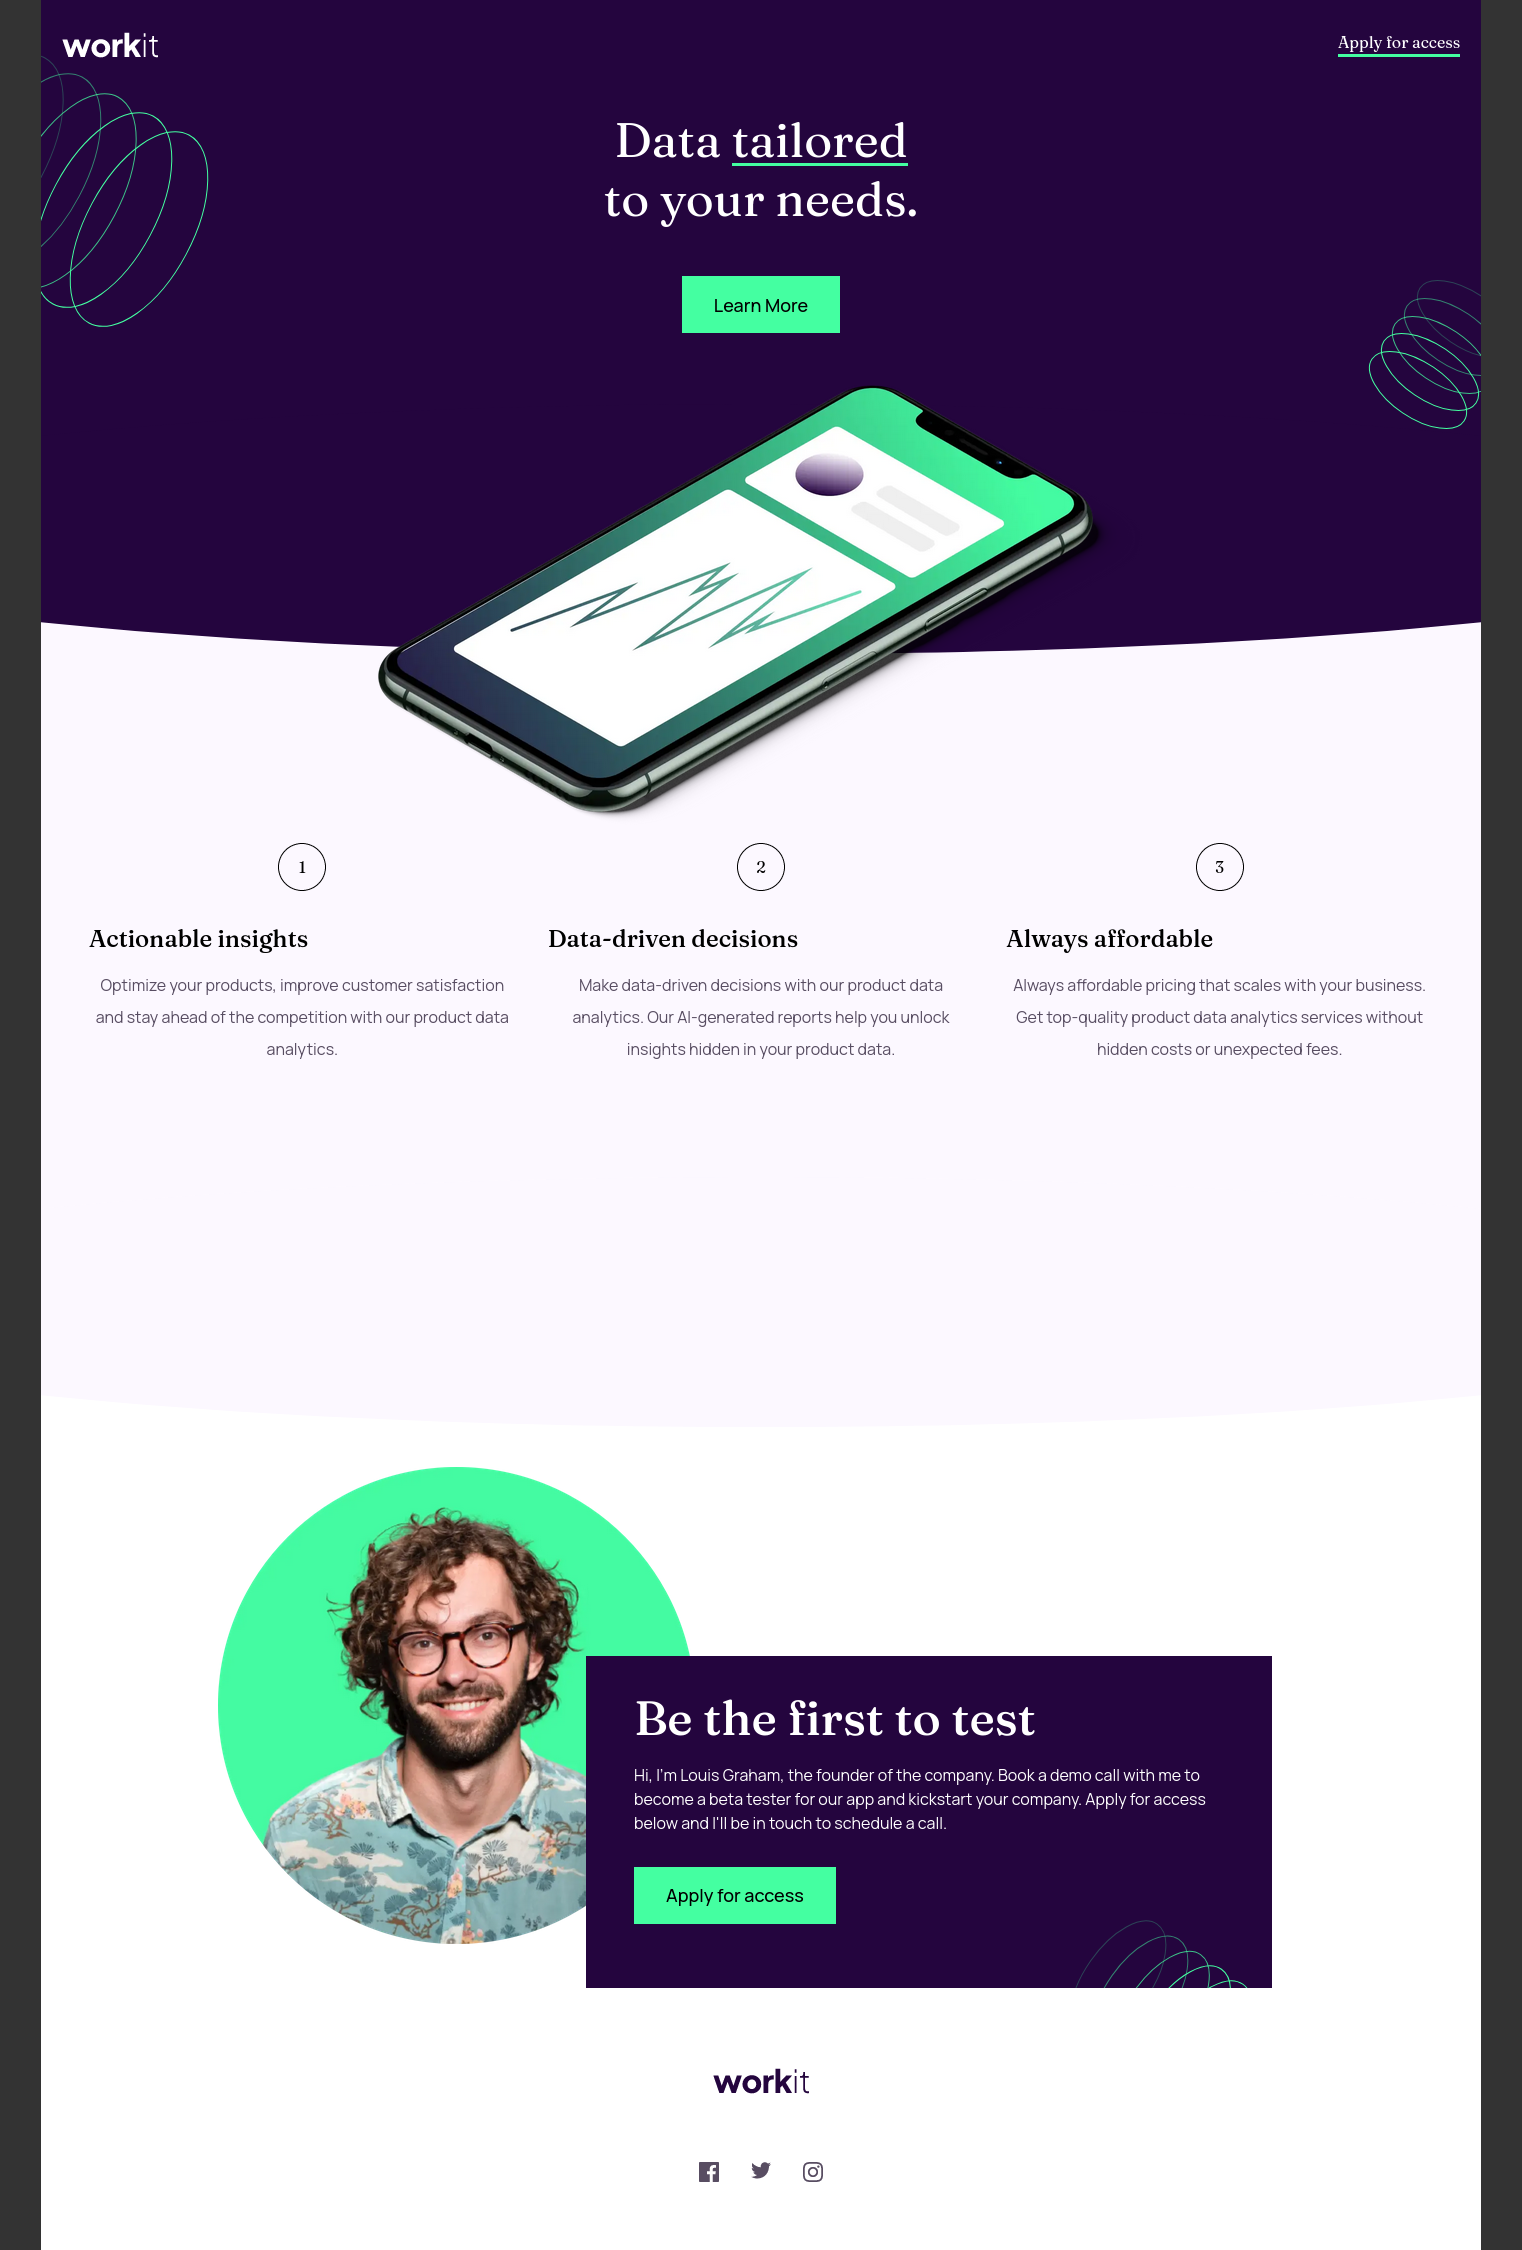 workit
Apply for access
Data tailored
to your needs.
Learn More
1
Actionable insights
Optimize your products, improve customer satisfaction
and stay ahead of the competition with our product data
analytics.
2
Data-driven decisions
Make data-driven decisions with our product data
analytics. Our AI-generated reports help you unlock
insights hidden in your product data.
3
Always affordable
Always affordable pricing that scales with your business.
Get top-quality product data analytics services without
hidden costs or unexpected fees.
Be the first to test
Hi, I'm Louis Graham, the founder of the company. Book a demo call with me to
become a beta tester for our app and kickstart your company. Apply for access
below and I'll be in touch to schedule a call.
Apply for access
workit